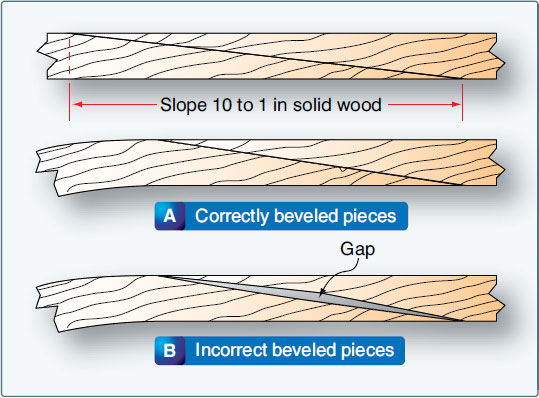 Slope 10 to 1 in solid wood
A Correctly beveled pieces
Gap
B Incorrect beveled pieces